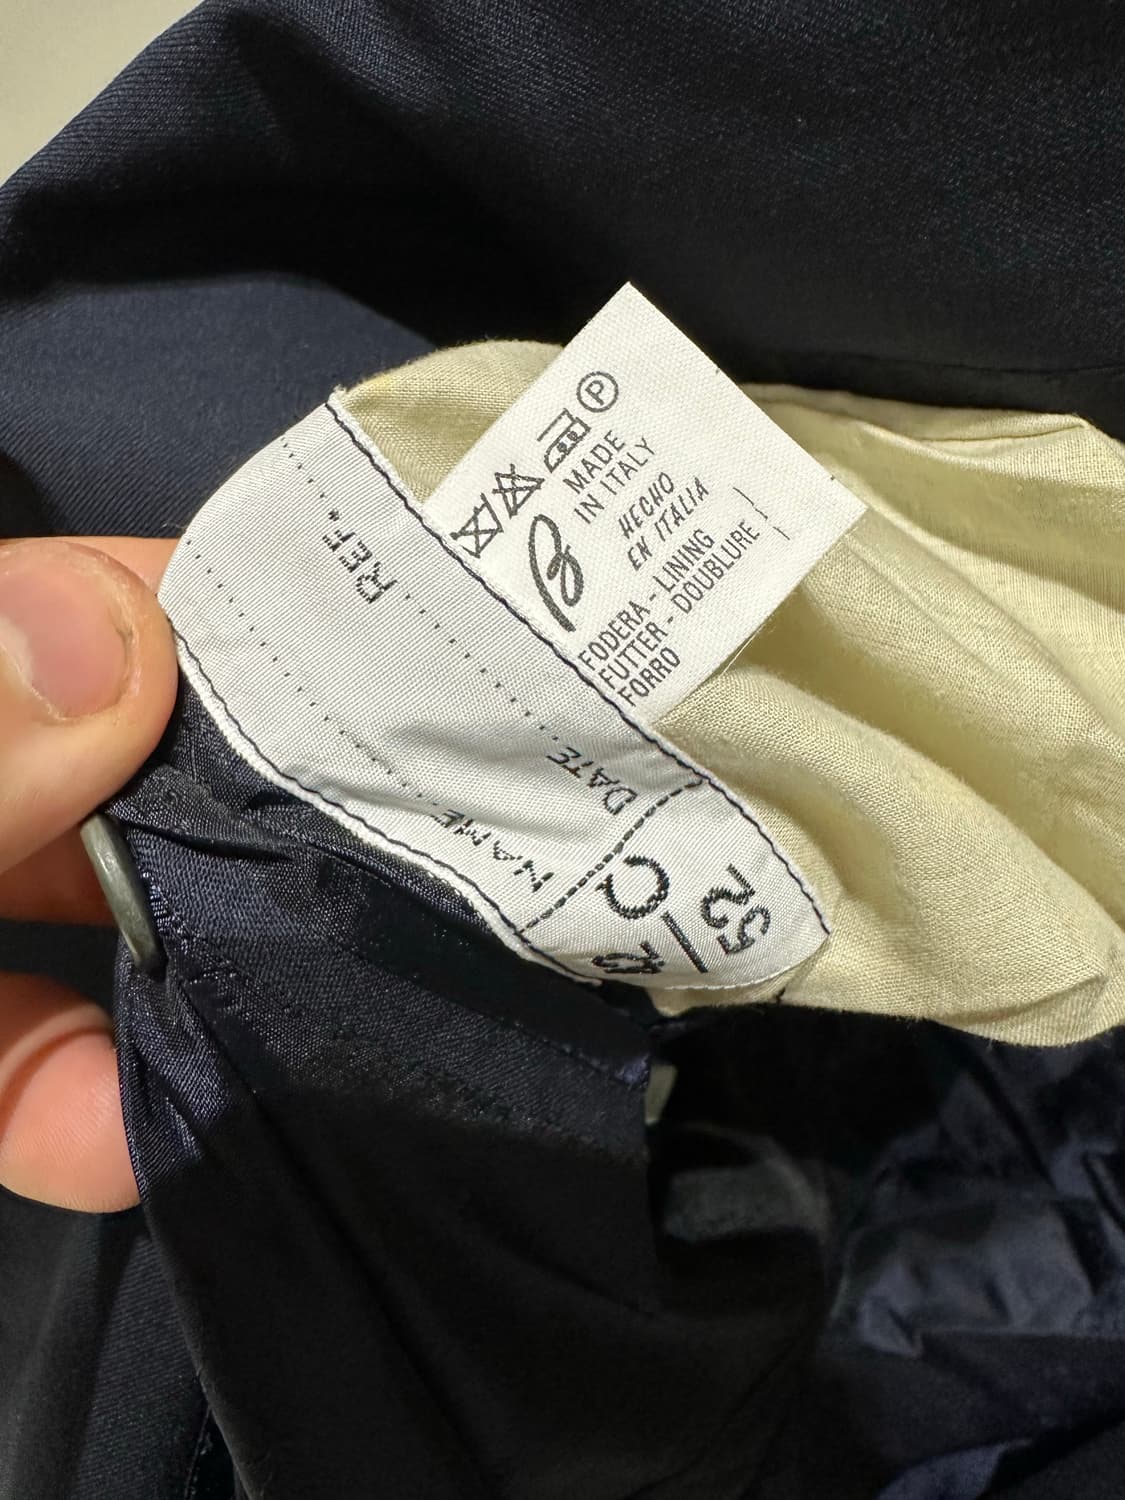 P
MADE
IN ITALY
HECHO
EN ITALIA
FODERA - LINING
FUTTER - DOUBLURE
FORRO
REF.
DATE
NAME
52